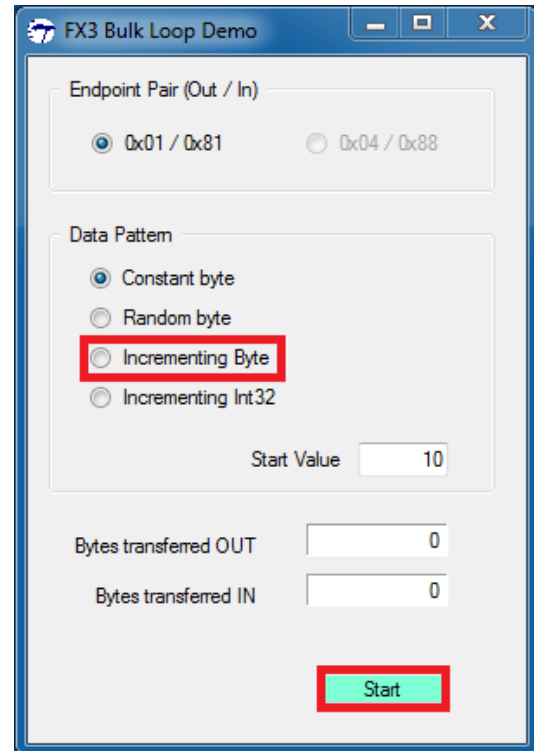 FX3 Bulk Loop Demo
Endpoint Pair (Out / In)
0x01 / 0x81 0x04 / 0x88
Data Pattern
Constant byte
Random byte
Incrementing Byte
Incrementing Int32
Start Value 10
Bytes transferred OUT 0
Bytes transferred IN 0
Start